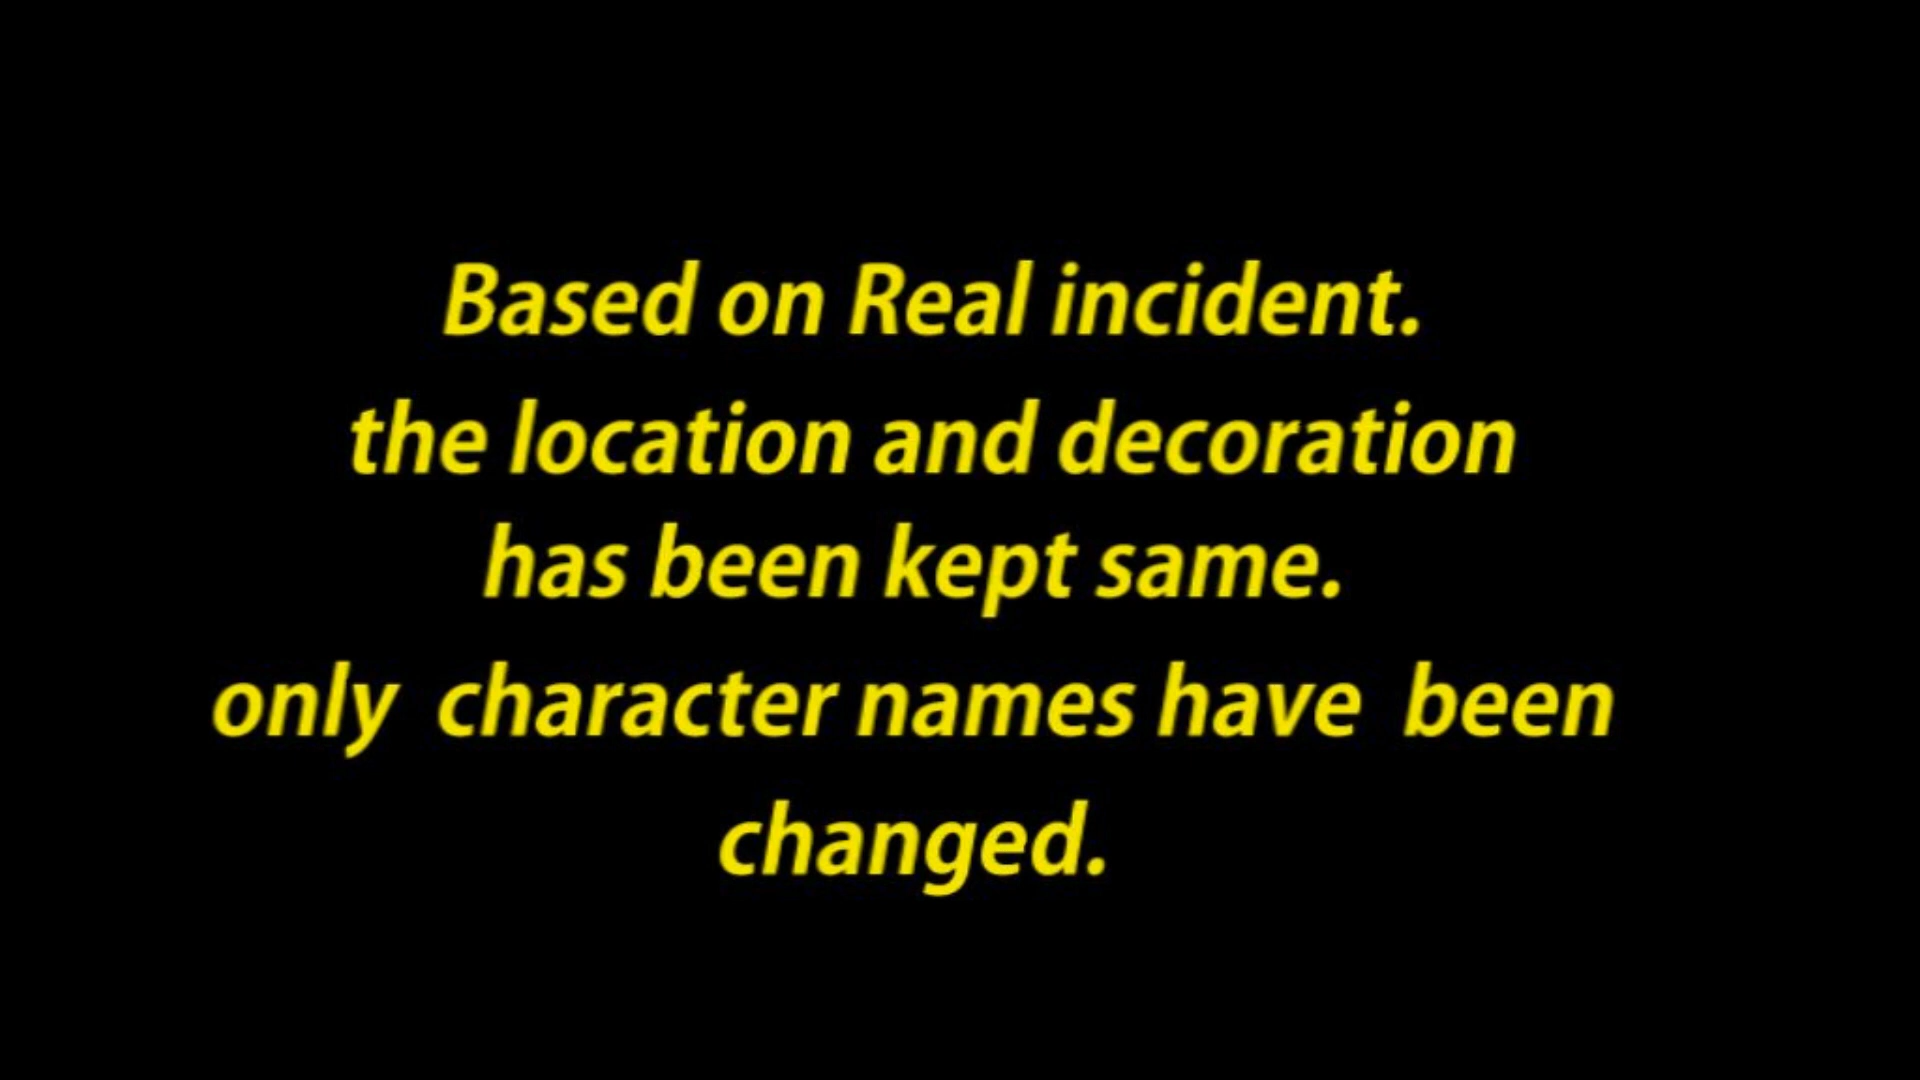 Based on Real incident.
the location and decoration
has been kept same.
only character names have been
changed.